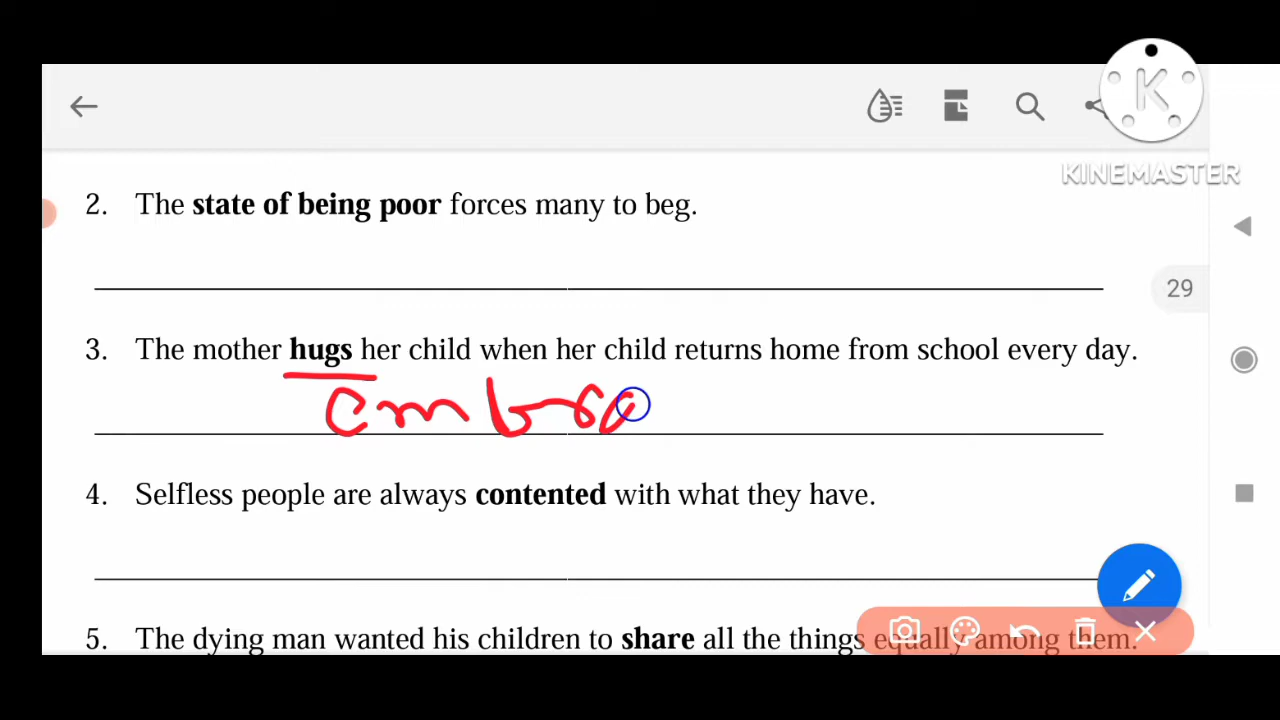 KINEMASTER
2. The state of being poor forces many to beg.
29
3. The mother hugs her child when her child returns home from school every day.
embra
4. Selfless people are always contented with what they have.
5. The dying man wanted his children to share all the things equally among them.